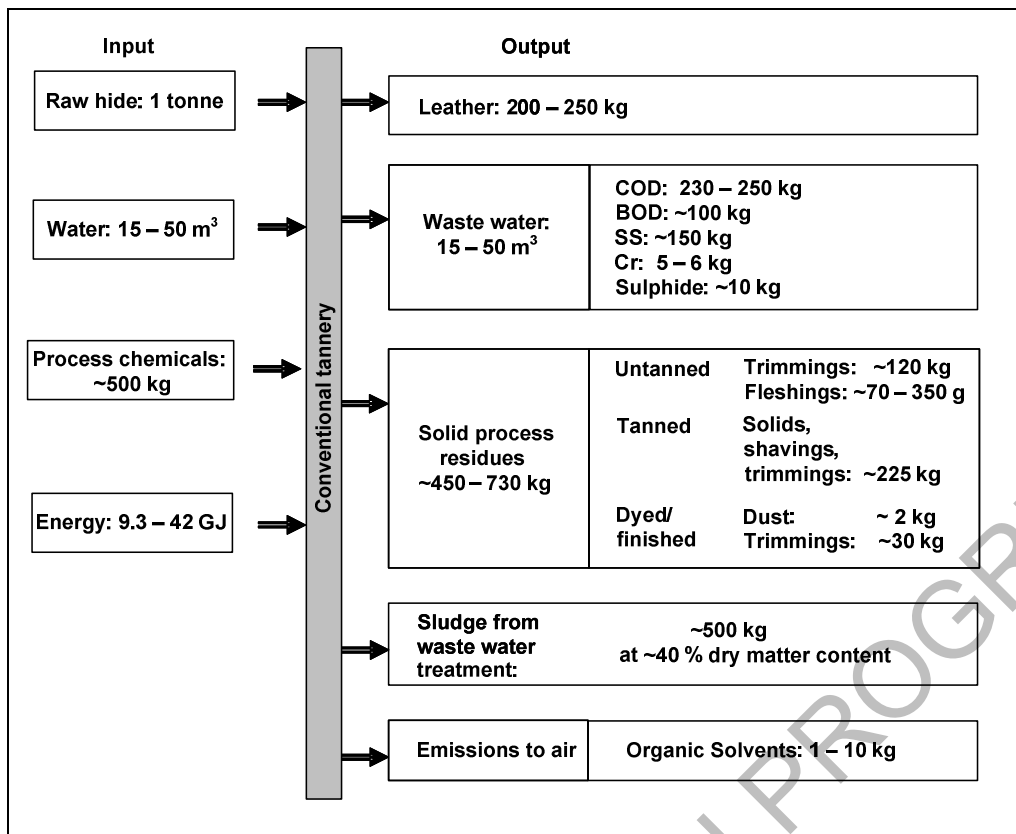 Input
Output
Raw hide: 1 tonne
Leather: 200 – 250 kg
Water: 15 – 50 m³
Waste water:
15 – 50 m³
COD: 230 – 250 kg
BOD: ~100 kg
SS: ~150 kg
Cr: 5 – 6 kg
Sulphide: ~10 kg
Process chemicals:
~500 kg
Conventional tannery
Solid process
residues
~450 – 730 kg
Untanned Trimmings: ~120 kg
Fleshings: ~70 – 350 g
Tanned Solids,
shavings,
trimmings: ~225 kg
Dyed/ Dust: ~ 2 kg
finished Trimmings: ~30 kg
Energy: 9.3 – 42 GJ
Sludge from
waste water
treatment:
~500 kg
at ~40 % dry matter content
Emissions to air
Organic Solvents: 1 – 10 kg